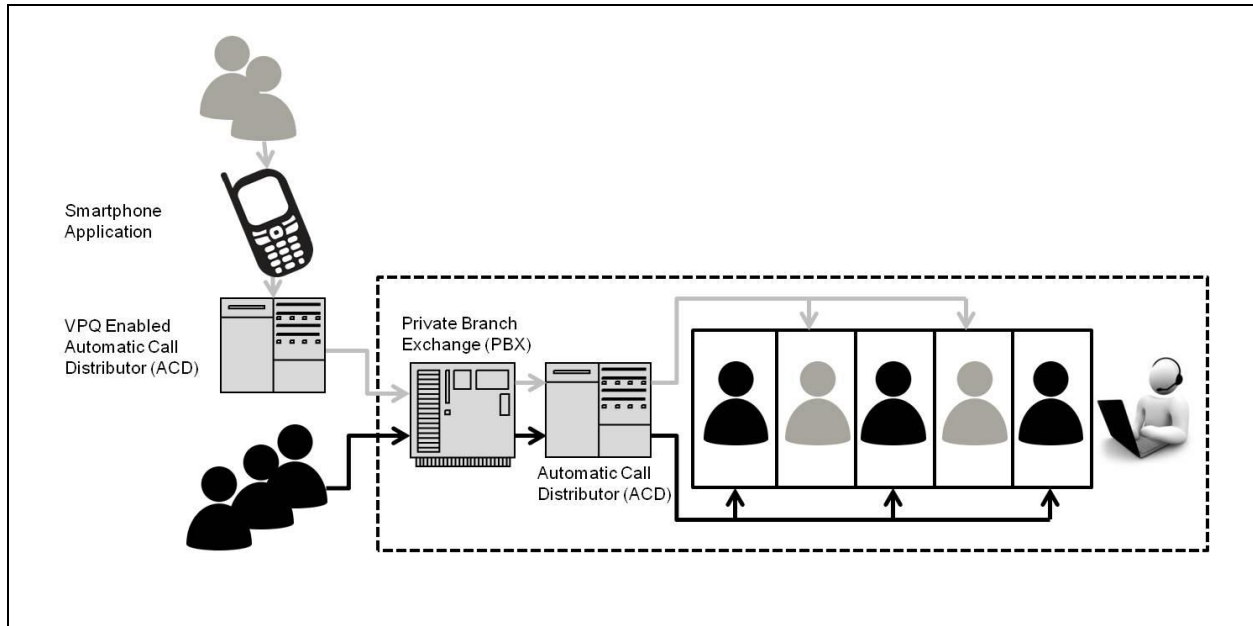 Smartphone
Application
VPQ Enabled
Automatic Call
Distributor (ACD)
Private Branch
Exchange (PBX)
Automatic Call
Distributor (ACD)